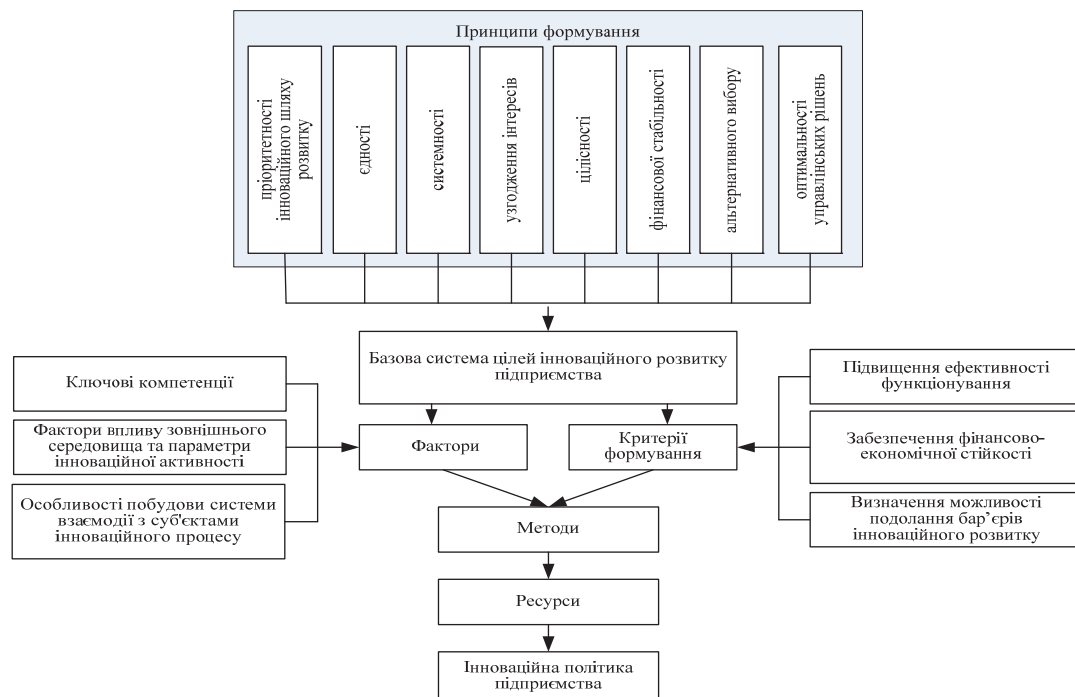 Принципи формування
пріоритетності
інноваційного шляху
розвитку
єдності
системності
узгодження інтересів
цілісності
фінансової стабільності
альтернативного вибору
оптимальності
управлінських рішень
Базова система цілей інноваційного розвитку
підприємства
Ключові компетенції
Фактори впливу зовнішнього
середовища та параметри
інноваційної активності
Особливості побудови системи
взаємодії з суб'єктами
інноваційного процесу
Фактори
Критерії
формування
Підвищення ефективності
функціонування
Забезпечення фінансово-
економічної стійкості
Визначення можливості
подолання бар’єрів
інноваційного розвитку
Методи
Ресурси
Інноваційна політика
підприємства